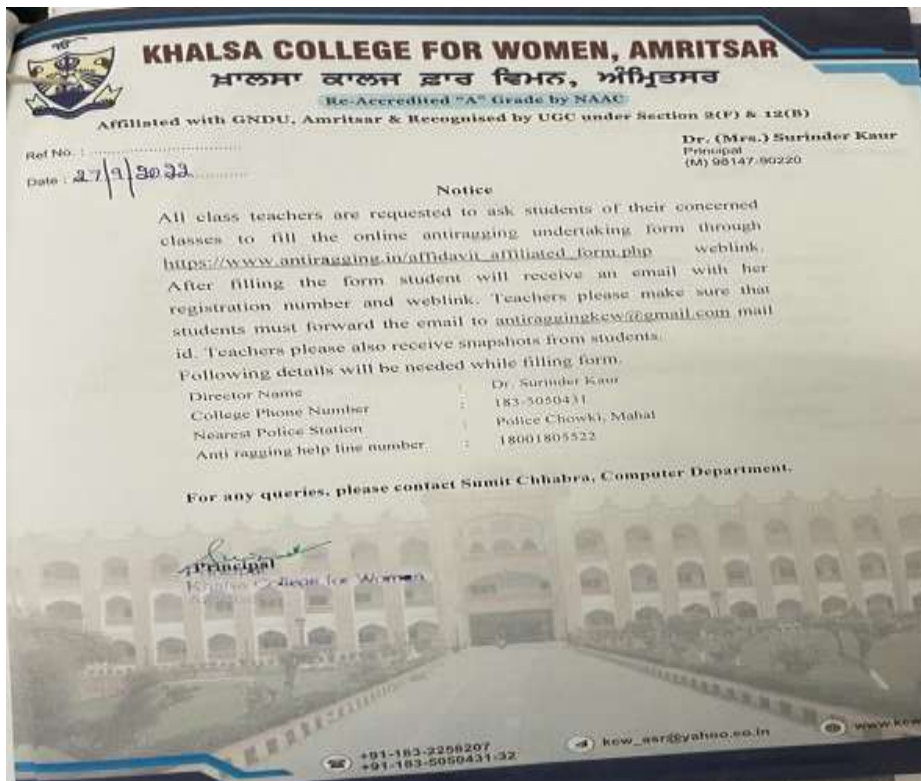 KHALSA COLLEGE FOR WOMEN, AMRITSAR
ਖ਼ਾਲਸਾ ਕਾਲਜ ਫ਼ਾਰ ਵਿਮਨ, ਅੰਮ੍ਰਿਤਸਰ
Re-Accredited "A" Grade by NAAC
Affiliated with GNDU, Amritsar & Recognised by UGC under Section 2(F) & 12(B)
Dr. (Mrs.) Surinder Kaur
Principal
(M) 98147-90220
Ref No. :
Date : 27/9/2022
Notice
All class teachers are requested to ask students of their concerned
classes to fill the online antiragging undertaking form through
https://www.antiragging.in/affidavit_affiliated_form.php weblink.
After filling the form student will receive an email with her
registration number and weblink. Teachers please make sure that
students must forward the email to antiraggingkcw@gmail.com mail
id. Teachers please also receive snapshots from students.
Following details will be needed while filling form.
Director Name : Dr. Surinder Kaur
College Phone Number : 183-5050431
Nearest Police Station : Police Chowki, Mahal
Anti ragging help line number : 18001805522
For any queries, please contact Sumit Chhabra, Computer Department.
Principal
Khalsa College for Women
+91-183-2258207
+91-183-5050431-32
kcw_asr@yahoo.co.in
www.kcw